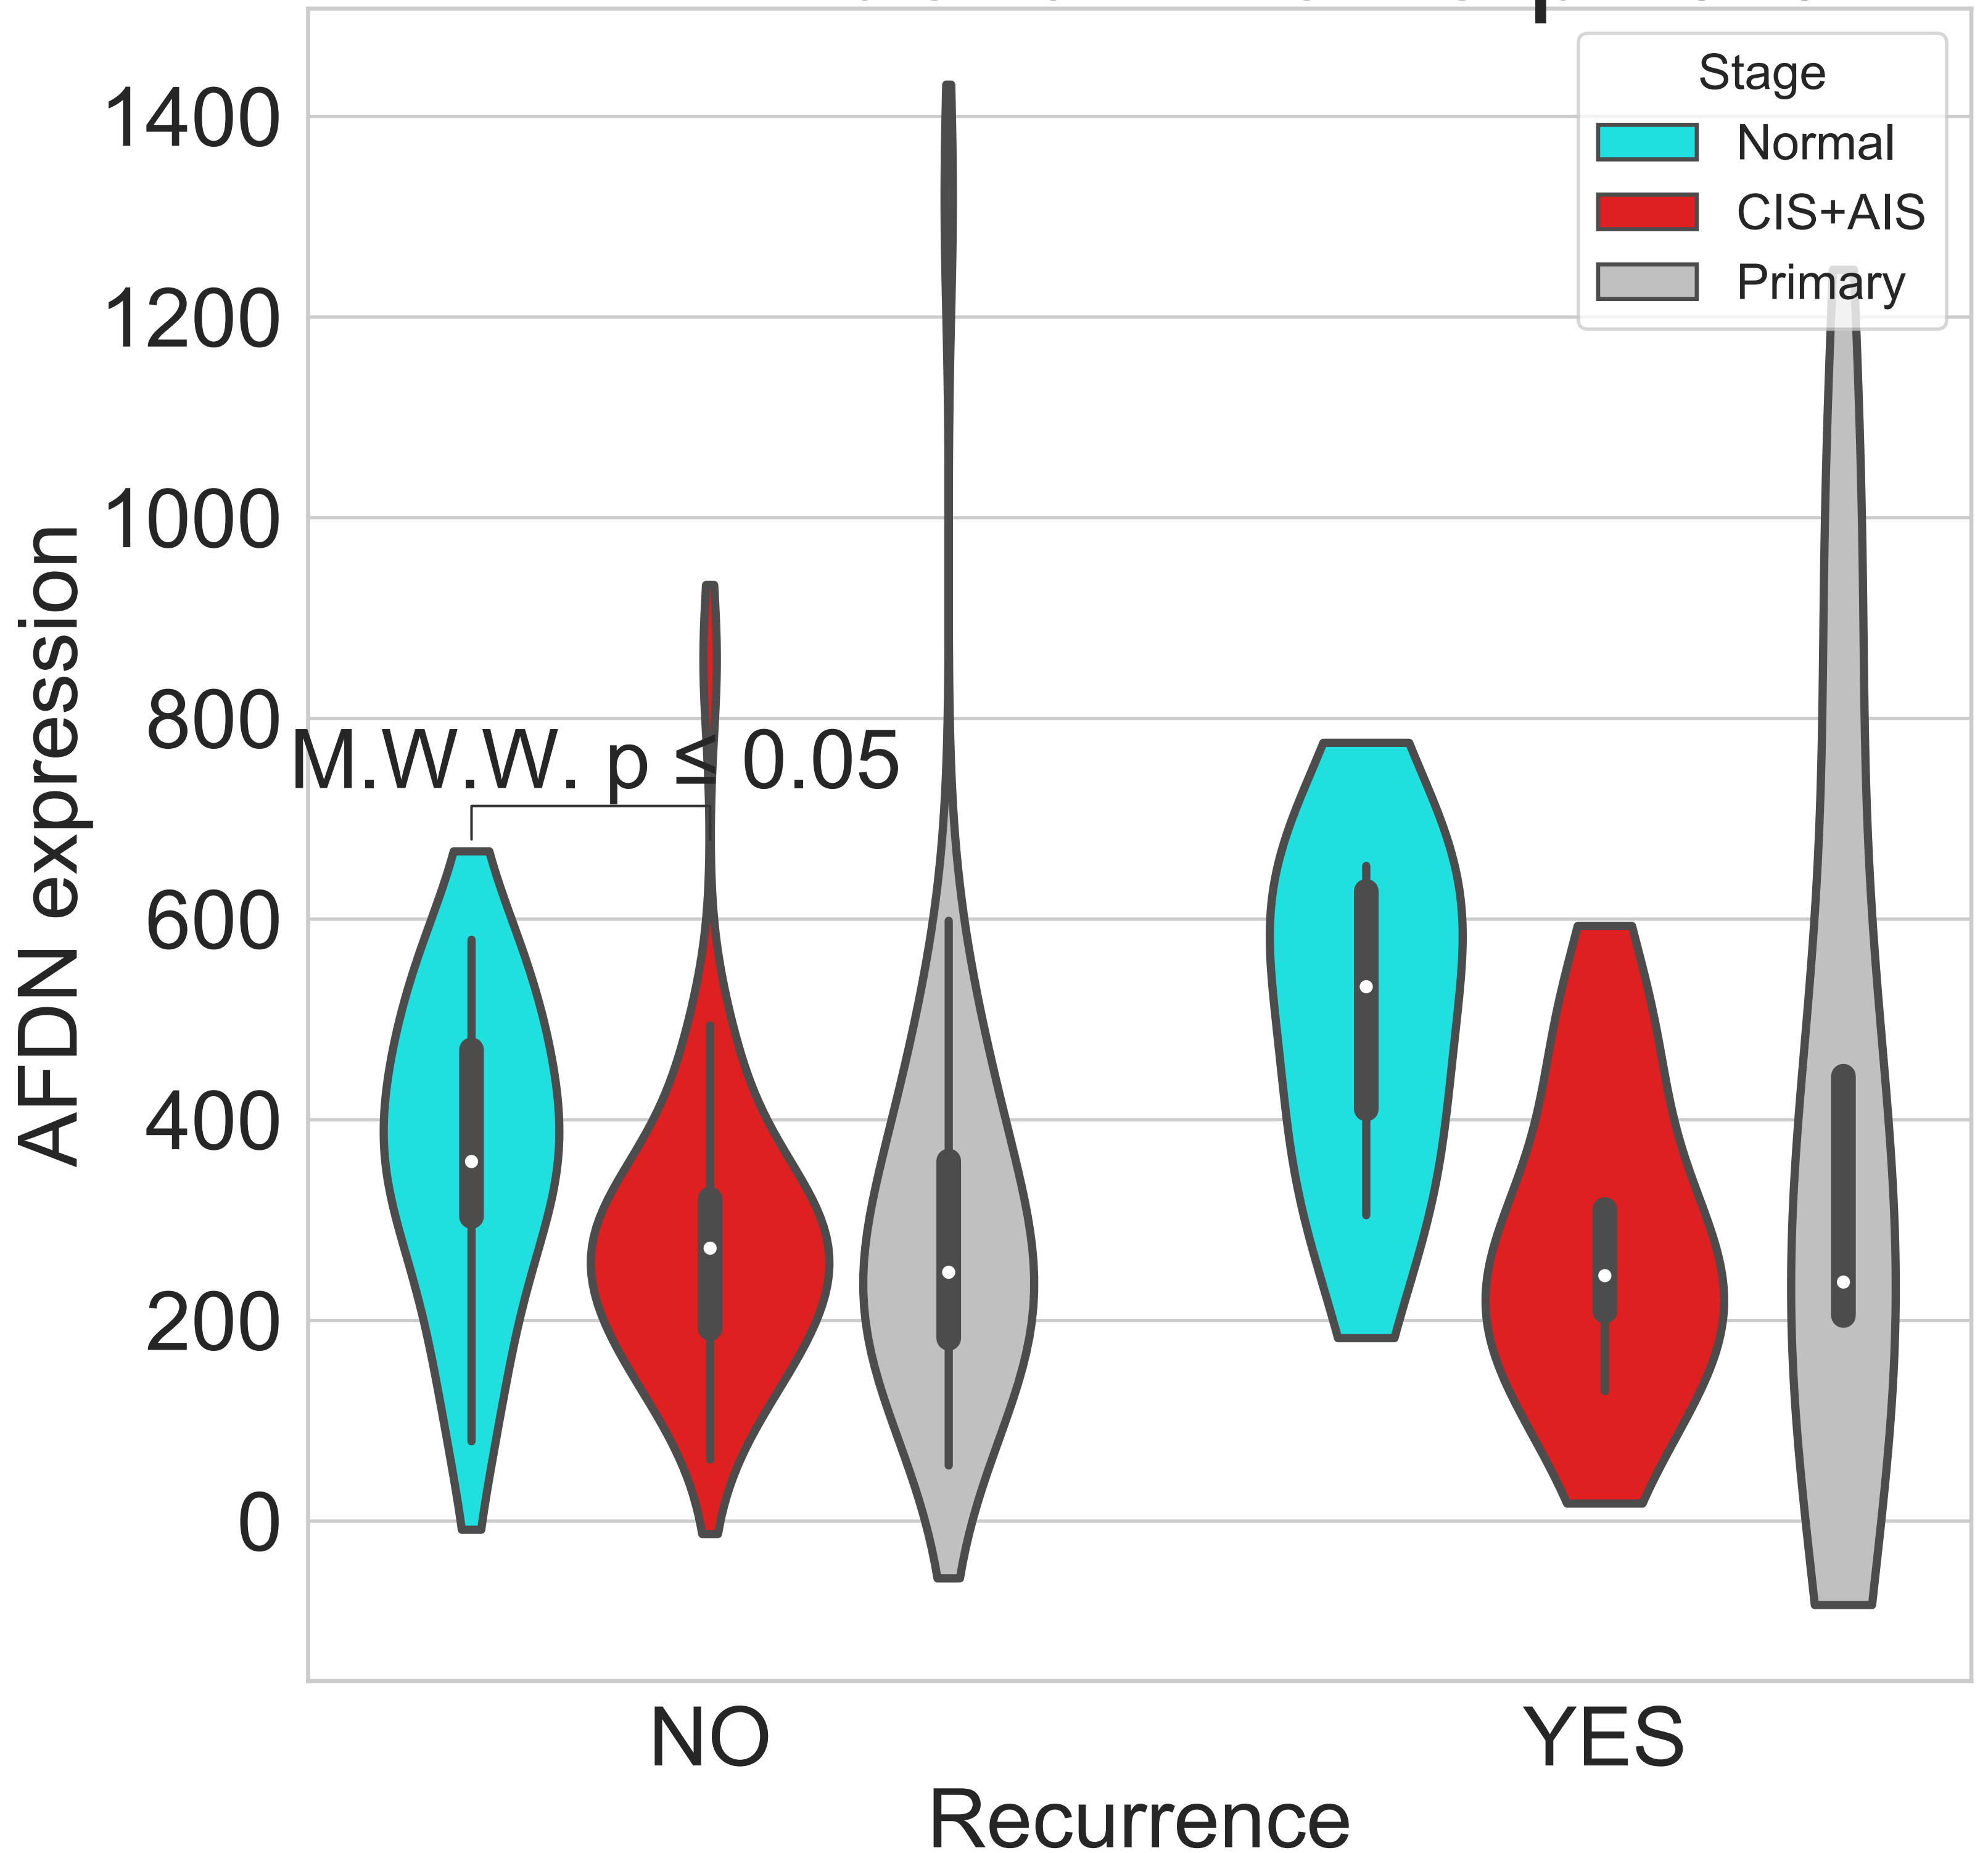 Stage
Normal
CIS+AIS
Primary
1400
1200
1000
800
600
400
200
0
AFDN expression
M.W.W. p ≤ 0.05
NO
YES
Recurrence